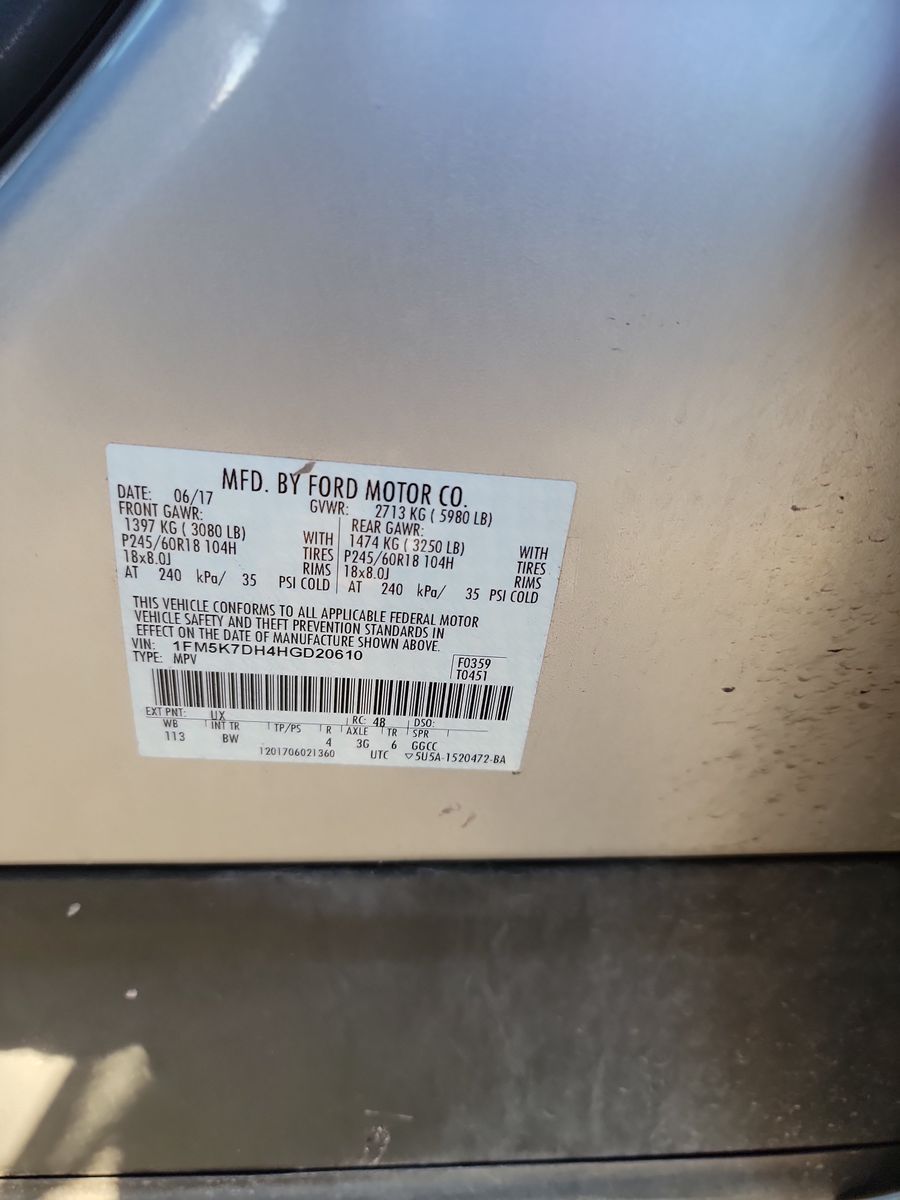 MFD. BY FORD MOTOR CO.
DATE: 06/17 GVWR: 2713 KG ( 5980 LB)
FRONT GAWR: REAR GAWR:
1397 KG ( 3080 LB) WITH 1474 KG ( 3250 LB) WITH
P245/60R18 104H TIRES P245/60R18 104H TIRES
18x8.0J RIMS 18x8.0J RIMS
AT 240 kPa/ 35 PSI COLD AT 240 kPa/ 35 PSI COLD
THIS VEHICLE CONFORMS TO ALL APPLICABLE FEDERAL MOTOR
VEHICLE SAFETY AND THEFT PREVENTION STANDARDS IN
EFFECT ON THE DATE OF MANUFACTURE SHOWN ABOVE.
VIN: 1FM5K7DH4HGD20610 F0359
TYPE: MPV T0451
EXT PNT: UX RC: 48 DSO:
WB INT TR TP/PS R AXLE TR SPR
113 BW 4 3G 6 GGCC
1201706021360 UTC ▽5U5A-1520472-BA